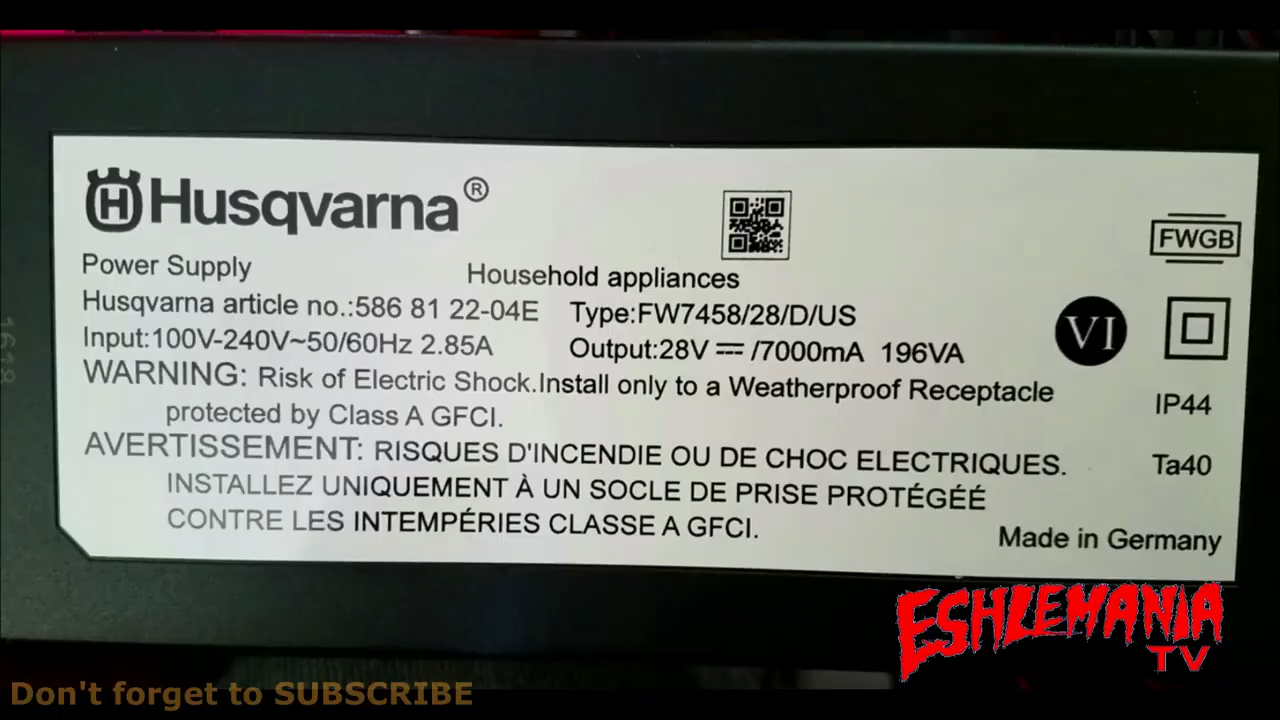 Husqvarna®
FWGB
Power Supply Household appliances
Husqvarna article no.:586 81 22-04E Type:FW7458/28/D/US
Input:100V-240V~50/60Hz 2.85A Output:28V ⎓ /7000mA 196VA
VI
WARNING: Risk of Electric Shock.Install only to a Weatherproof Receptacle
protected by Class A GFCI.
IP44
AVERTISSEMENT: RISQUES D'INCENDIE OU DE CHOC ELECTRIQUES.
Ta40
INSTALLEZ UNIQUEMENT À UN SOCLE DE PRISE PROTÉGÉÉ
CONTRE LES INTEMPÉRIES CLASSE A GFCI.
Made in Germany
1618
ESHLEMANIA
TV
Don't forget to SUBSCRIBE